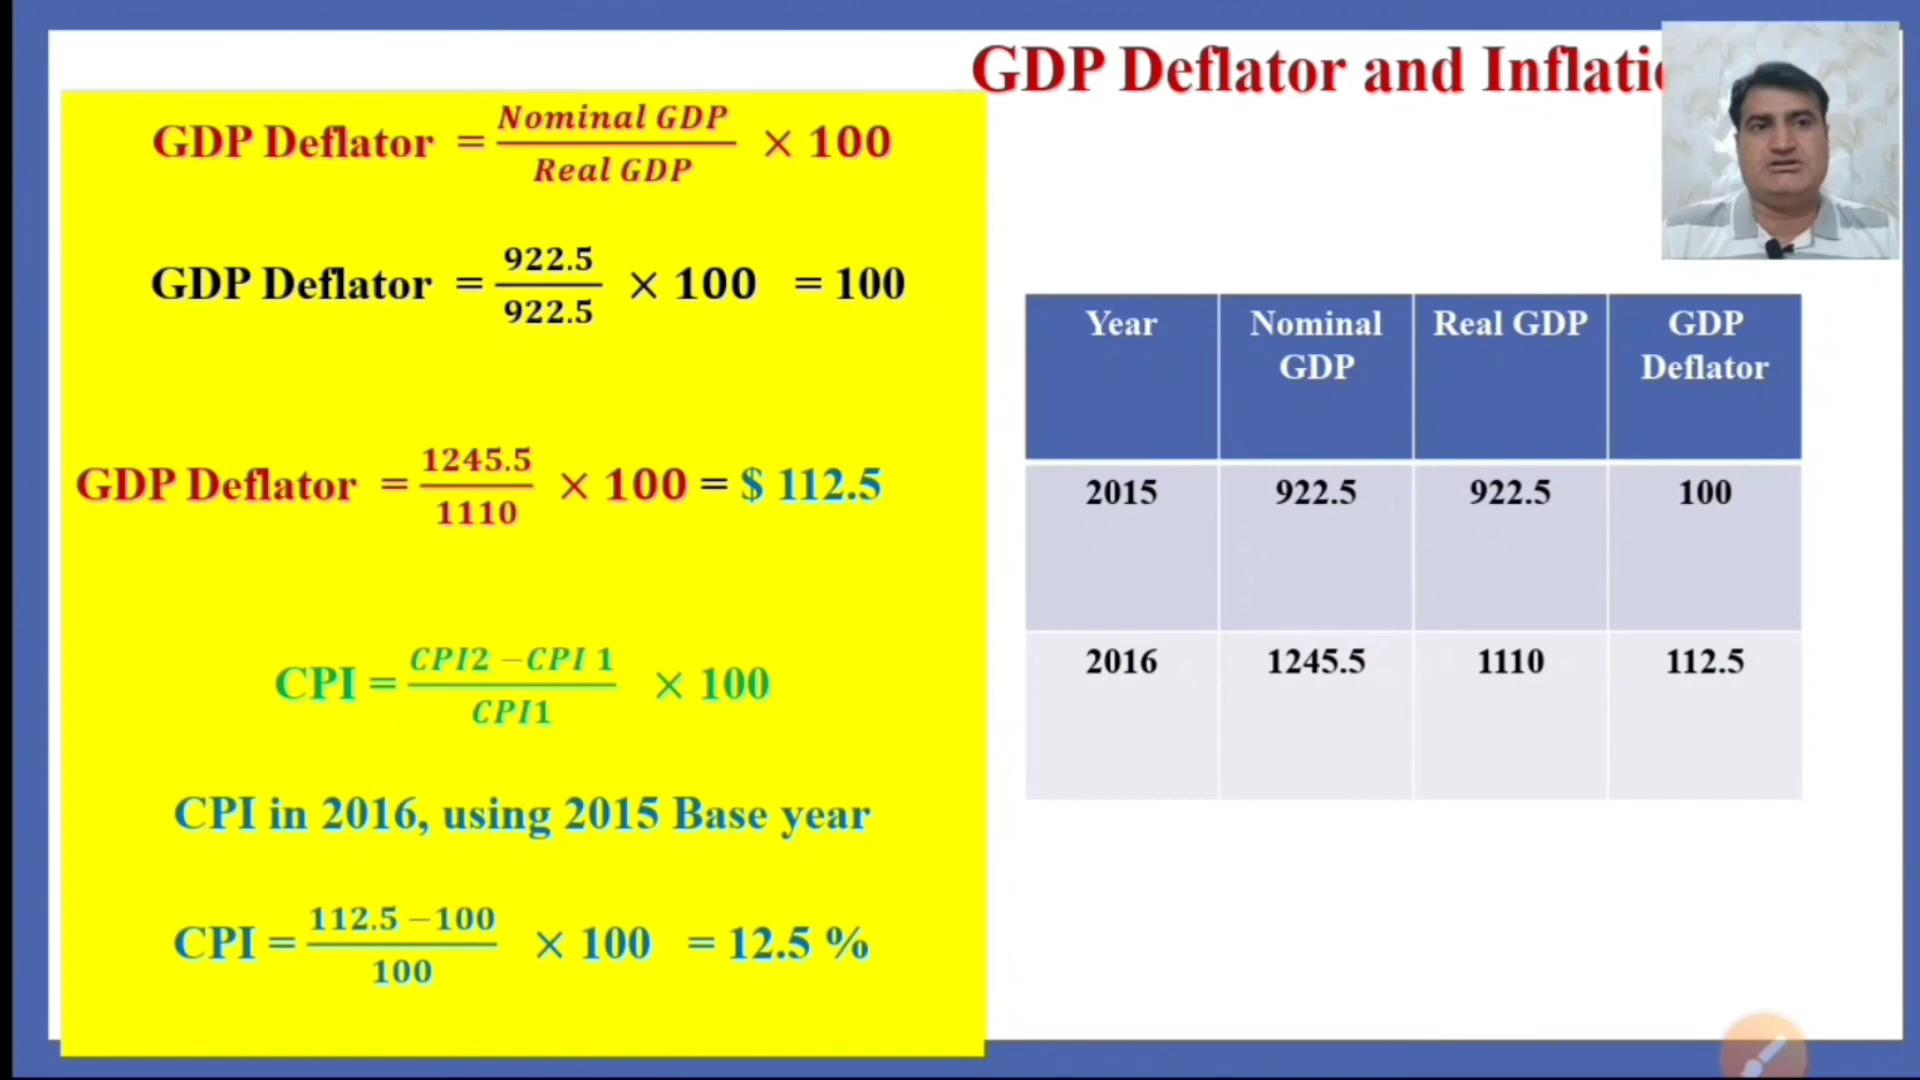 GDP Deflator and Inflati
GDP Deflator = Nominal GDP / Real GDP × 100
GDP Deflator = 922.5 / 922.5 × 100 = 100
GDP Deflator = 1245.5 / 1110 × 100 = $ 112.5
CPI = CPI2 – CPI 1 / CPI1 × 100
CPI in 2016, using 2015 Base year
CPI = 112.5 – 100 / 100 × 100 = 12.5 %
Year Nominal GDP Real GDP GDP Deflator
2015 922.5 922.5 100
2016 1245.5 1110 112.5